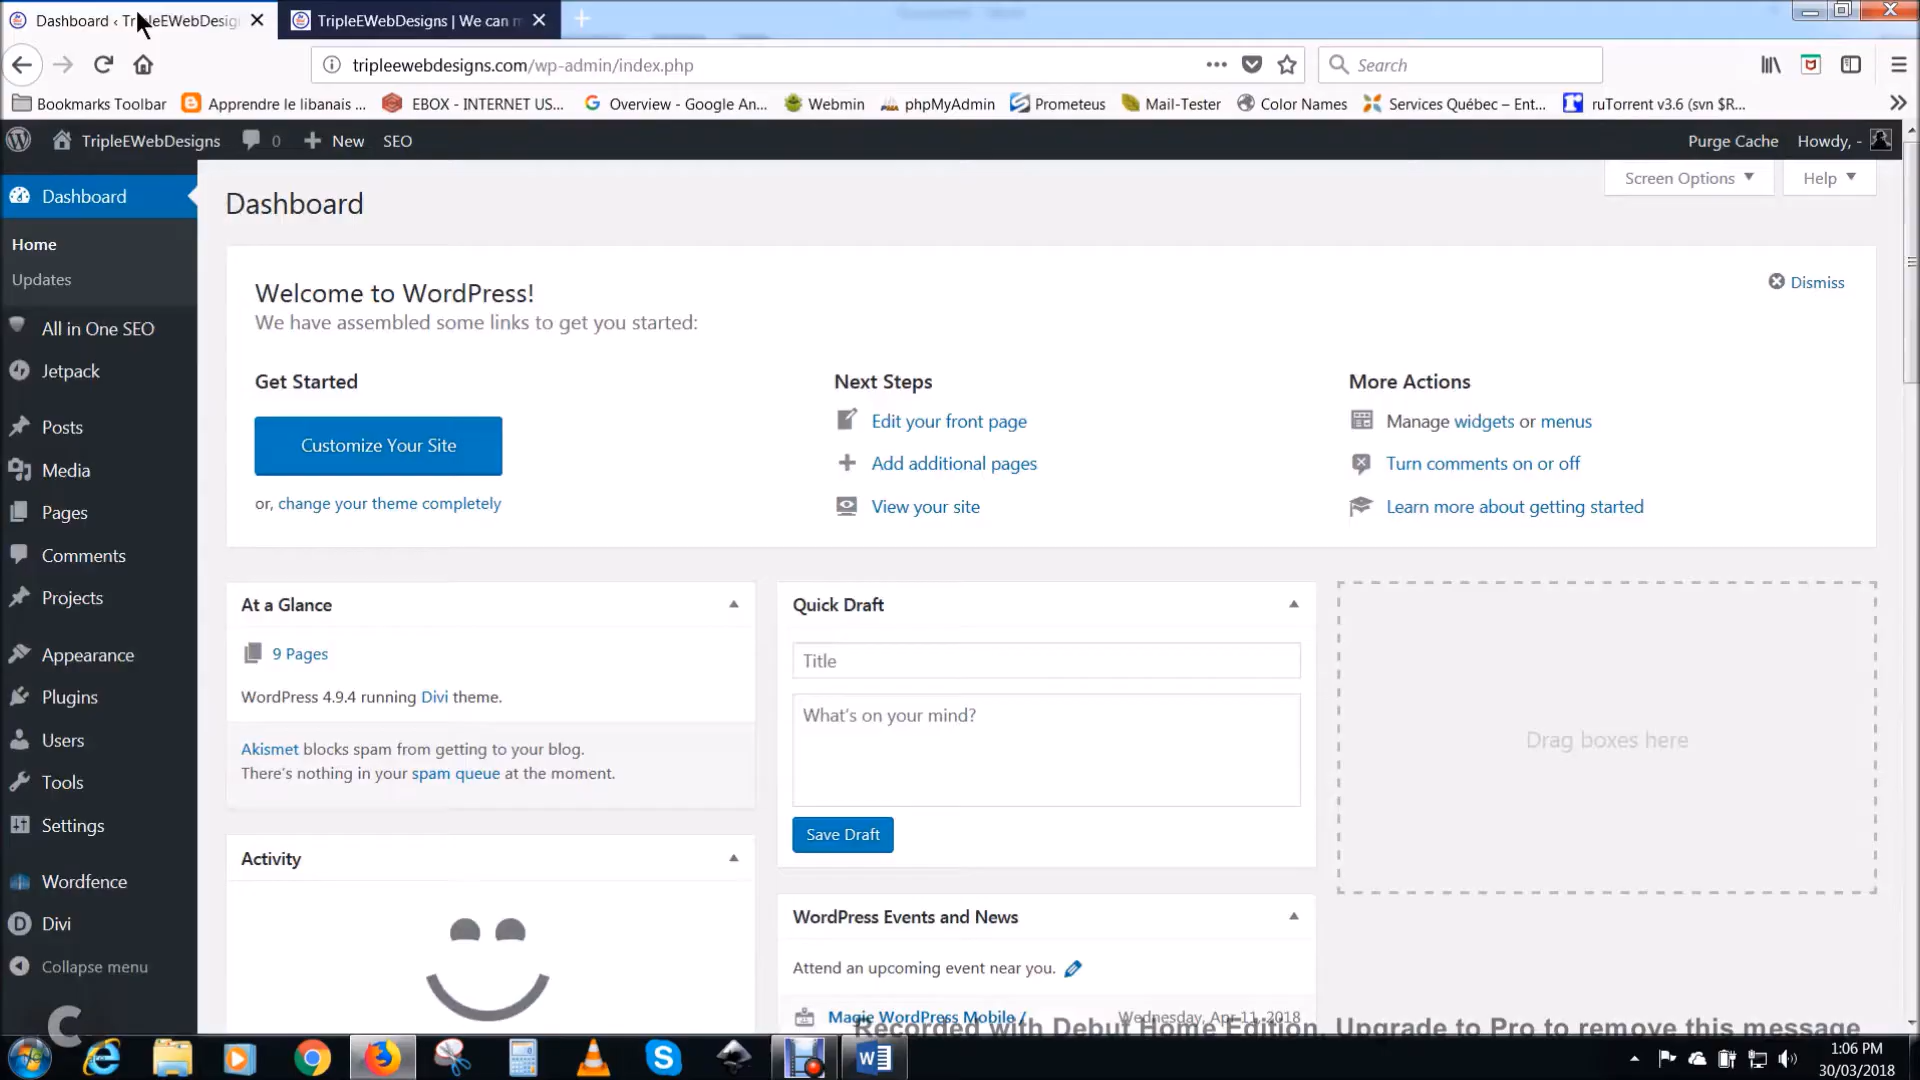 Dashboard ‹ TripleEWebDesig
TripleEWebDesigns | We can m
tripleewebdesigns.com/wp-admin/index.php
Search
Bookmarks Toolbar
Apprendre le libanais ...
EBOX - INTERNET US...
Overview - Google An...
Webmin
phpMyAdmin
Prometeus
Mail-Tester
Color Names
Services Québec – Ent...
ruTorrent v3.6 (svn $R...
TripleEWebDesigns
0
New
SEO
Purge Cache
Howdy, -
Dashboard
Home
Updates
All in One SEO
Jetpack
Posts
Media
Pages
Comments
Projects
Appearance
Plugins
Users
Tools
Settings
Wordfence
Divi
Collapse menu
Screen Options
Help
Dashboard
Welcome to WordPress!
We have assembled some links to get you started:
Dismiss
Get Started
Customize Your Site
or, change your theme completely
Next Steps
Edit your front page
Add additional pages
View your site
More Actions
Manage widgets or menus
Turn comments on or off
Learn more about getting started
At a Glance
9 Pages
WordPress 4.9.4 running Divi theme.
Akismet blocks spam from getting to your blog.
There's nothing in your spam queue at the moment.
Activity
Quick Draft
Title
What's on your mind?
Save Draft
WordPress Events and News
Attend an upcoming event near you.
Magie WordPress Mobile /
Wednesday, Apr 11, 2018
Drag boxes here
Recorded with Debut Home Edition. Upgrade to Pro to remove this message
1:06 PM
30/03/2018